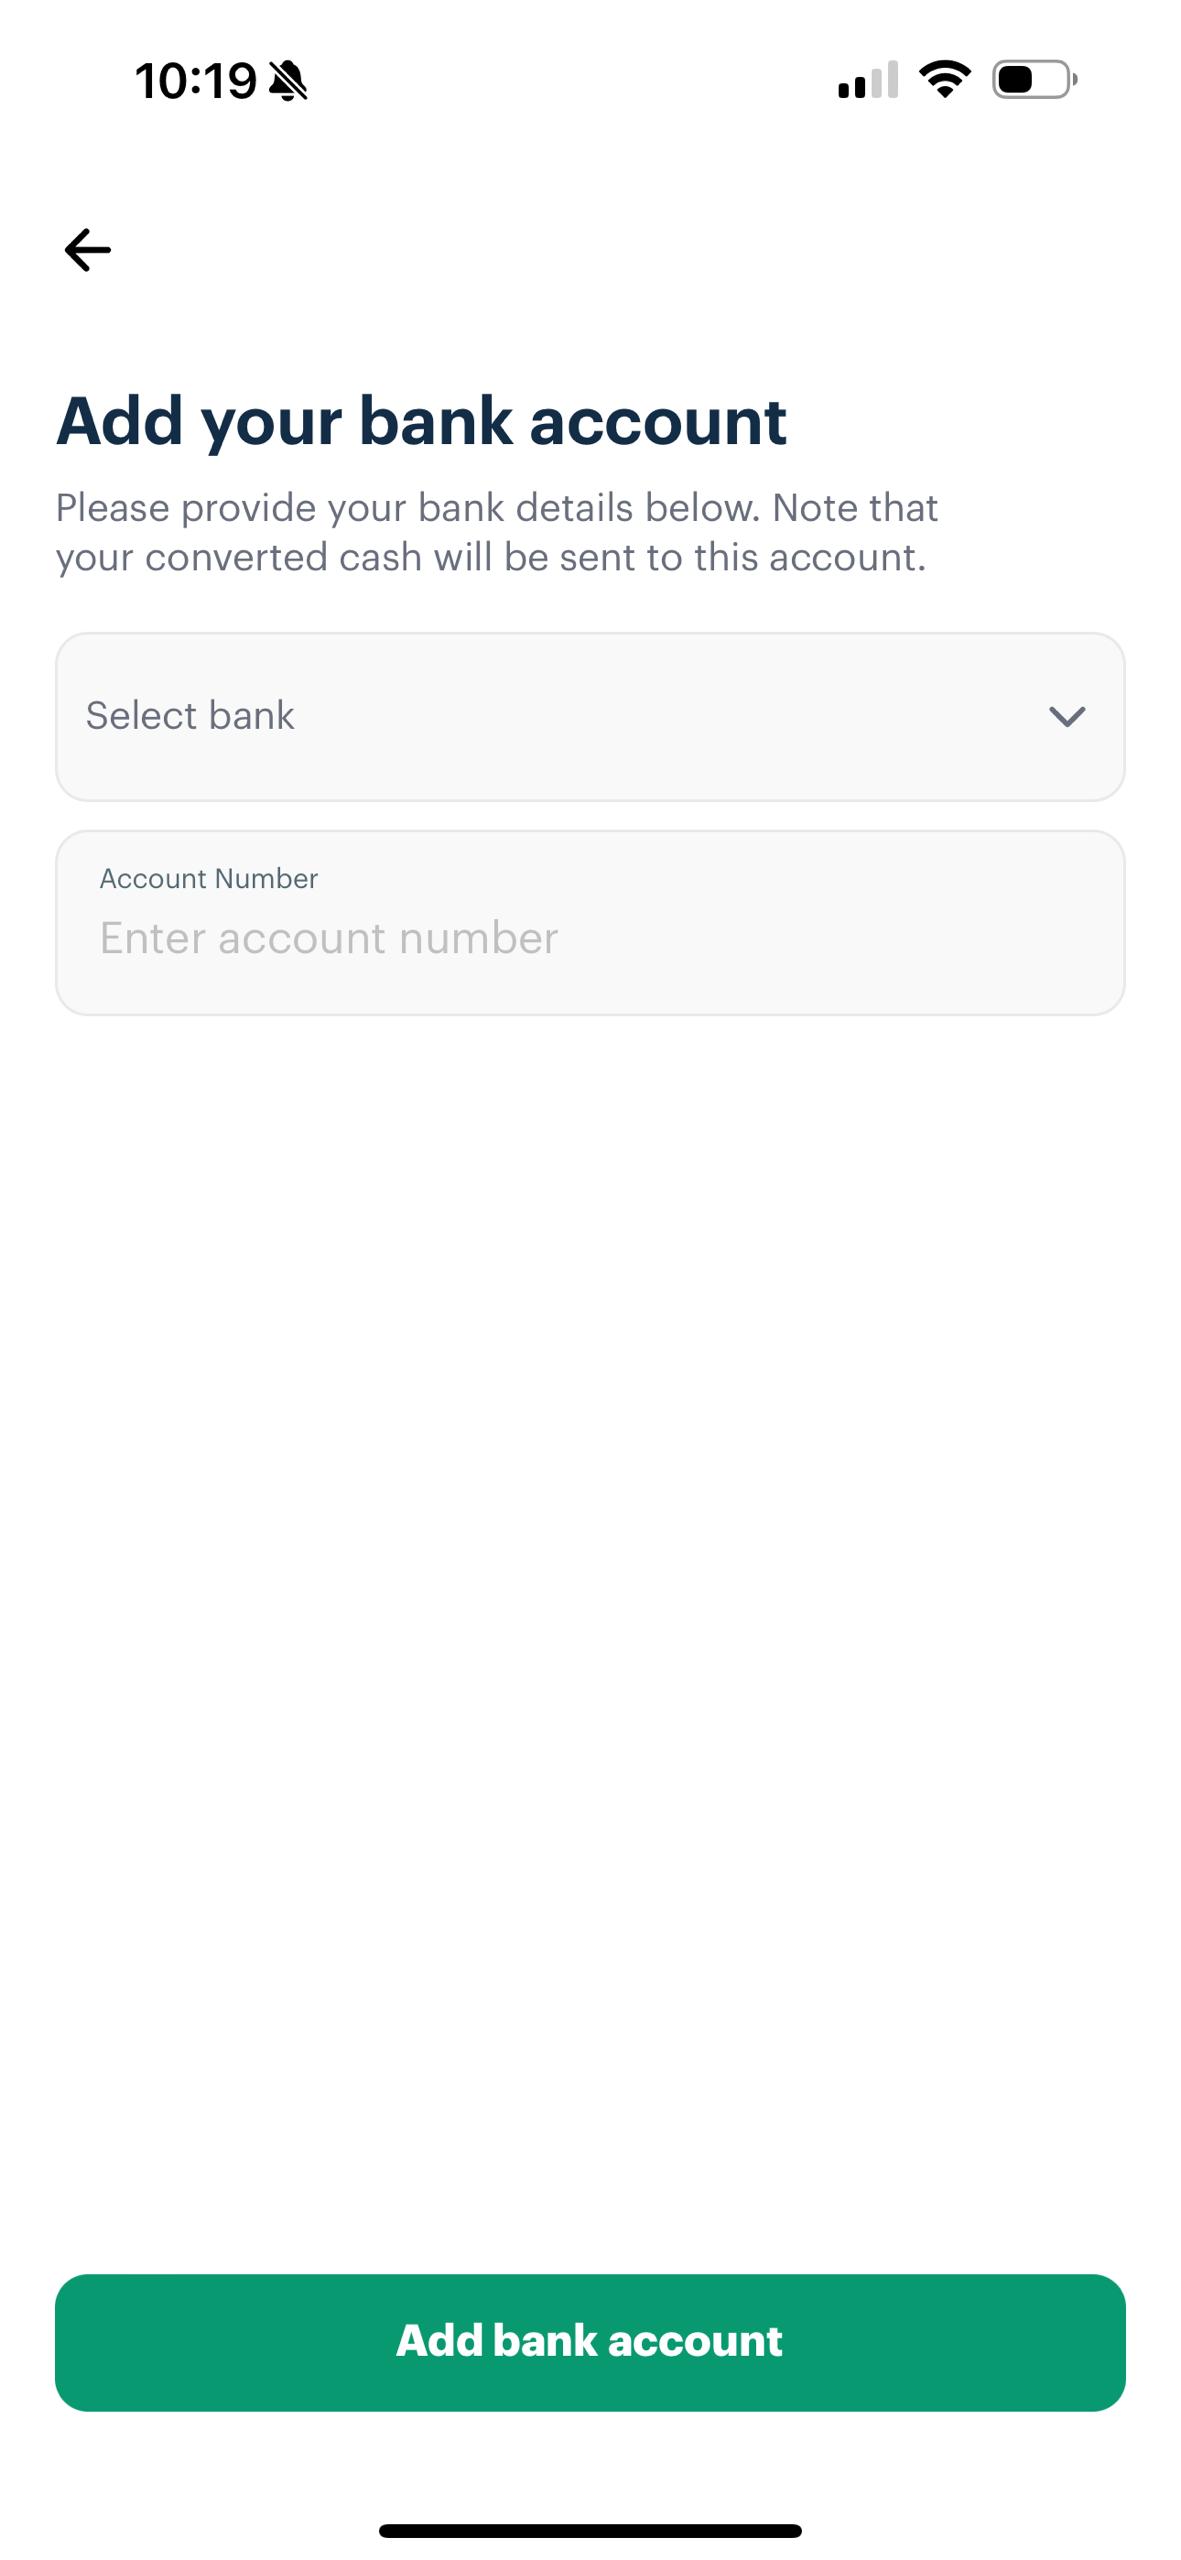 10:19
Add your bank account
Please provide your bank details below. Note that
your converted cash will be sent to this account.
Select bank
Account Number
Enter account number
Add bank account